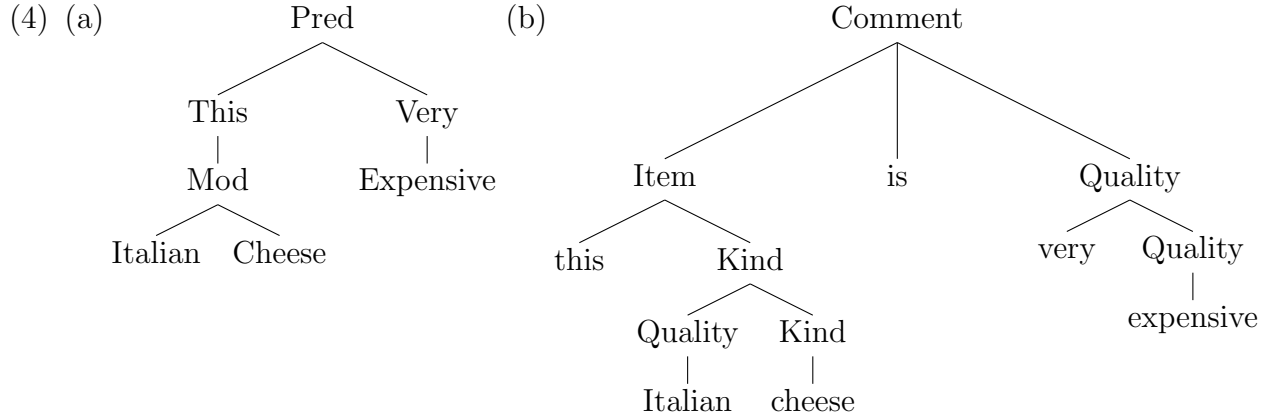 (4) (a) Pred (b) Comment
This Very
Mod Expensive Item is Quality
Italian Cheese this Kind very Quality
Quality Kind expensive
Italian cheese